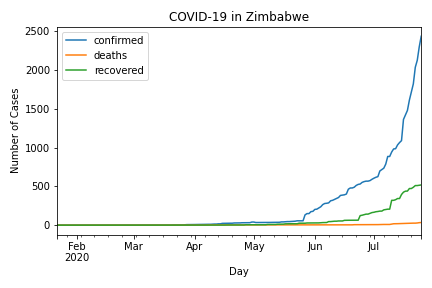 COVID-19 in Zimbabwe
confirmed
deaths
recovered
2500
2000
1500
1000
500
0
Number of Cases
Feb
2020
Mar
Apr
May
Jun
Jul
Day